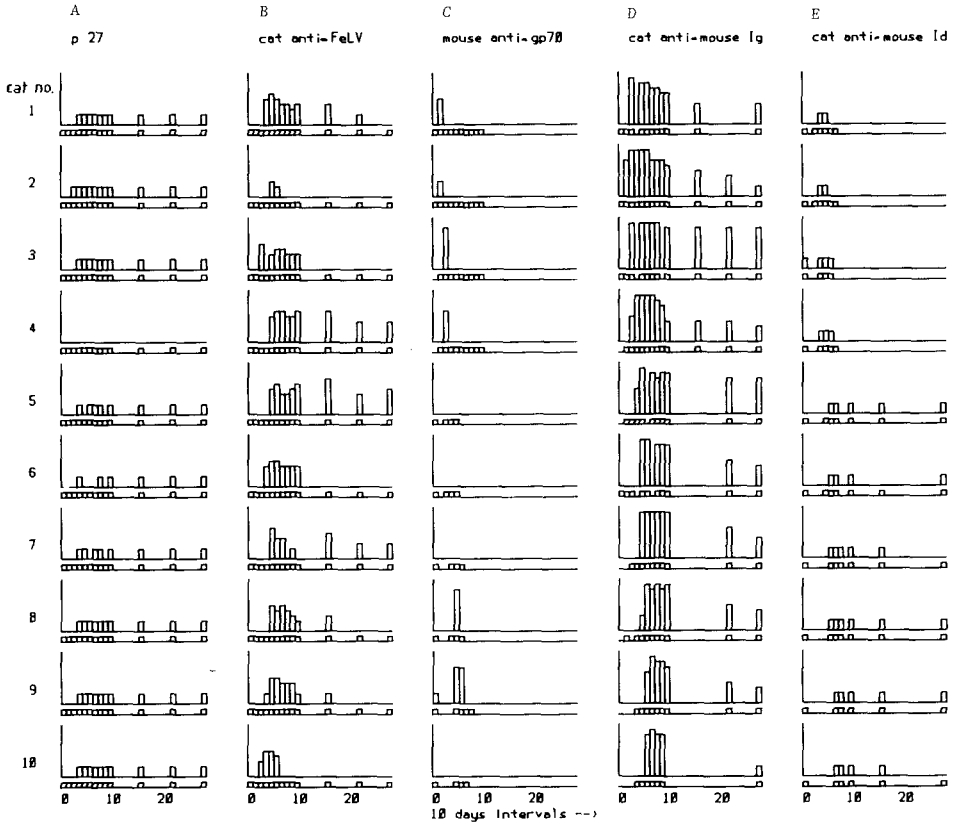 A B C D E
p 27 cat anti-FeLV mouse anti-gp70 cat anti-mouse Ig cat anti-mouse Id
cat no.
1
2
3
4
5
6
7
8
9
10
0 10 20 0 10 20 0 10 20 0 10 20 0 10 20
10 days Intervals -->